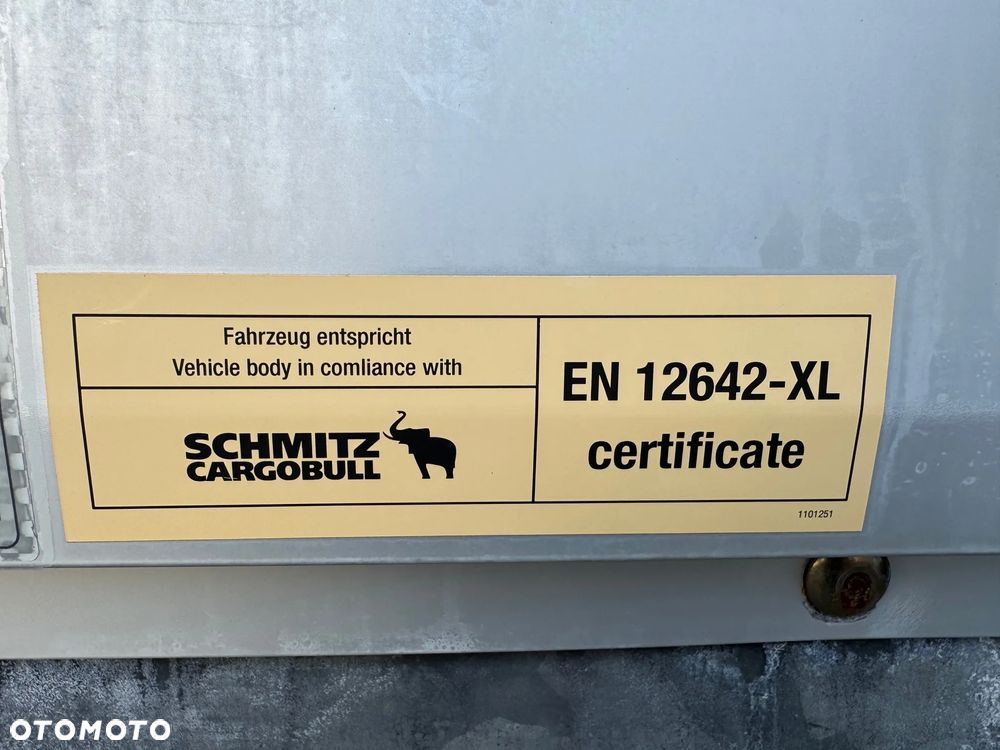 Fahrzeug entspricht
Vehicle body in comliance with
SCHMITZ
CARGOBULL
EN 12642-XL
certificate
1101251
OTOMOTO